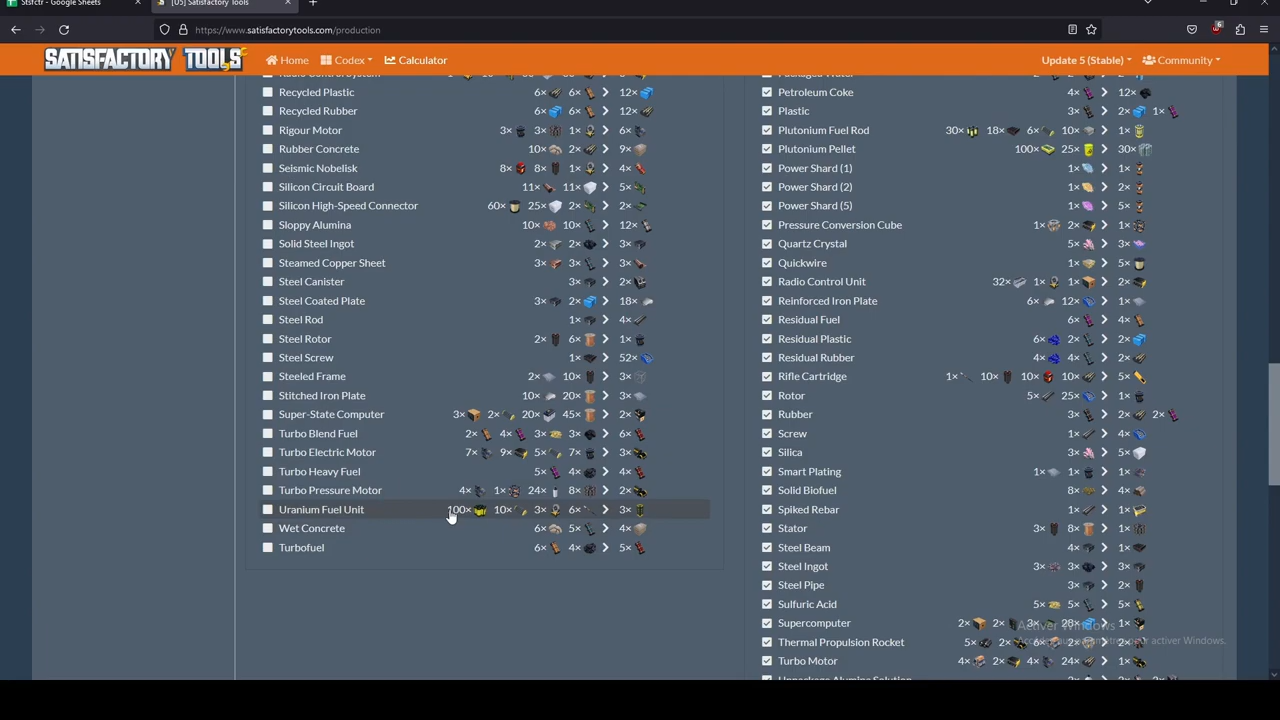 Stsfctr - Google Sheets
[U5] Satisfactory Tools
https://www.satisfactorytools.com/production
6
SATISFACTORY TOOLS
Home
Codex
Calculator
Update 5 (Stable)
Community
Recycled Plastic 6× 6× 12×
Recycled Rubber 6× 6× 12×
Rigour Motor 3× 3× 1× 6×
Rubber Concrete 10× 2× 9×
Seismic Nobelisk 8× 8× 1× 4×
Silicon Circuit Board 11× 11× 5×
Silicon High-Speed Connector 60× 25× 2× 2×
Sloppy Alumina 10× 10× 12×
Solid Steel Ingot 2× 2× 3×
Steamed Copper Sheet 3× 3× 3×
Steel Canister 3× 2×
Steel Coated Plate 3× 2× 18×
Steel Rod 1× 4×
Steel Rotor 2× 6× 1×
Steel Screw 1× 52×
Steeled Frame 2× 10× 3×
Stitched Iron Plate 10× 20× 3×
Super-State Computer 3× 2× 20× 45× 2×
Turbo Blend Fuel 2× 4× 3× 3× 6×
Turbo Electric Motor 7× 9× 5× 7× 3×
Turbo Heavy Fuel 5× 4× 4×
Turbo Pressure Motor 4× 1× 24× 8× 2×
Uranium Fuel Unit 100× 10× 3× 6× 3×
Wet Concrete 6× 5× 4×
Turbofuel 6× 4× 5×
Petroleum Coke 4× 12×
Plastic 3× 2× 1×
Plutonium Fuel Rod 30× 18× 6× 10× 1×
Plutonium Pellet 100× 25× 30×
Power Shard (1) 1× 1×
Power Shard (2) 1× 2×
Power Shard (5) 1× 5×
Pressure Conversion Cube 1× 2× 1×
Quartz Crystal 5× 3×
Quickwire 1× 5×
Radio Control Unit 32× 1× 1× 2×
Reinforced Iron Plate 6× 12× 1×
Residual Fuel 6× 4×
Residual Plastic 6× 2× 2×
Residual Rubber 4× 4× 2×
Rifle Cartridge 1× 10× 10× 10× 5×
Rotor 5× 25× 1×
Rubber 3× 2× 2×
Screw 1× 4×
Silica 3× 5×
Smart Plating 1× 1× 1×
Solid Biofuel 8× 4×
Spiked Rebar 1× 1×
Stator 3× 8× 1×
Steel Beam 4× 1×
Steel Ingot 3× 3× 3×
Steel Pipe 3× 2×
Sulfuric Acid 5× 5× 5×
Supercomputer 2× 2× 3× 28× 1×
Thermal Propulsion Rocket 5× 2× 6× 2× 2×
Turbo Motor 4× 2× 4× 24× 1×
Activer Windows